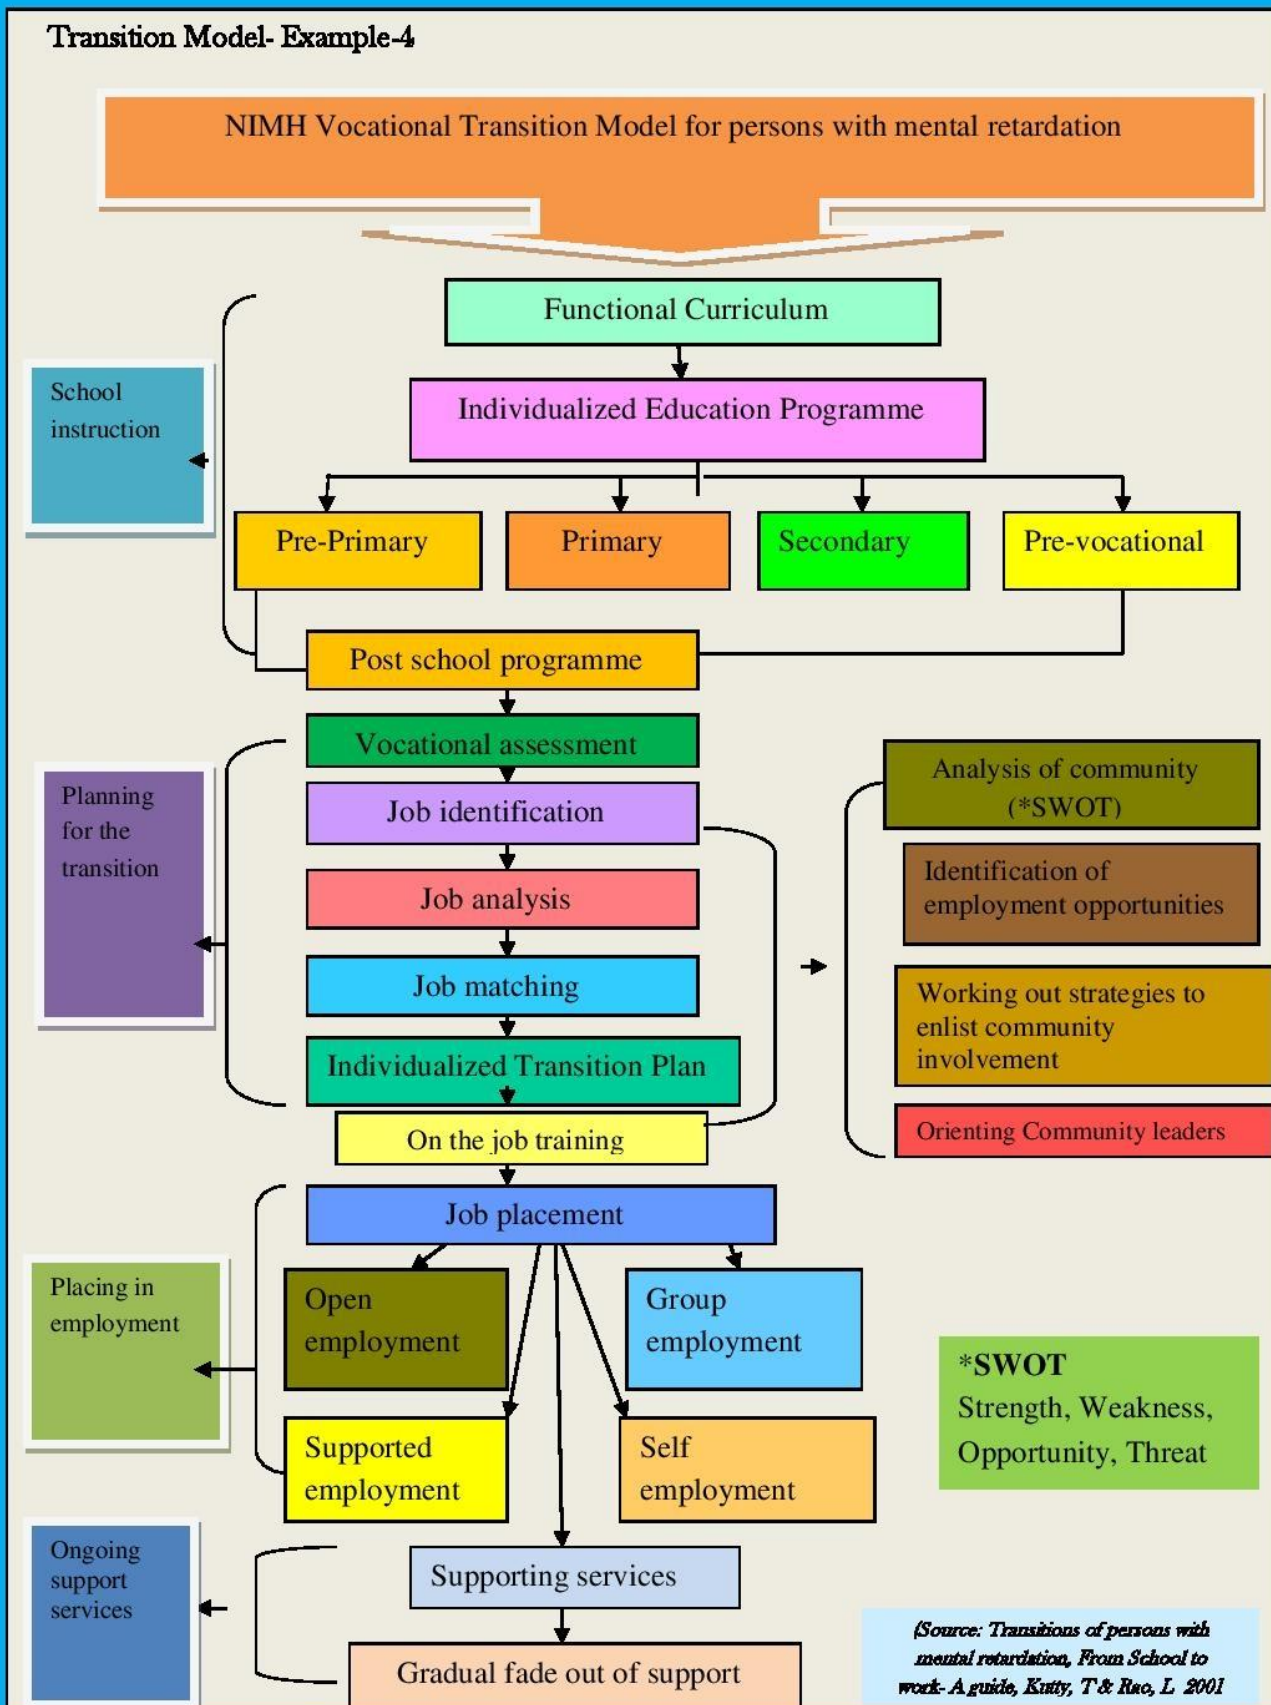 Transition Model- Example-4
NIMH Vocational Transition Model for persons with mental retardation
Functional Curriculum
School
instruction
Individualized Education Programme
Pre-Primary
Primary
Secondary
Pre-vocational
Post school programme
Vocational assessment
Planning
for the
transition
Job identification
Job analysis
Job matching
Individualized Transition Plan
On the job training
Analysis of community
(*SWOT)
Identification of
employment opportunities
Working out strategies to
enlist community
involvement
Orienting Community leaders
Job placement
Placing in
employment
Open
employment
Group
employment
Supported
employment
Self
employment
*SWOT
Strength, Weakness,
Opportunity, Threat
Ongoing
support
services
Supporting services
Gradual fade out of support
(Source: Transitions of persons with
mental retardation, From School to
work- A guide, Kutty, T & Rao, L 2001